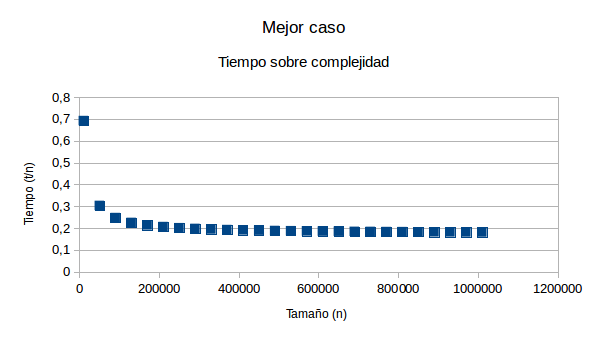 Mejor caso
Tiempo sobre complejidad
0,8
0,7
0,6
0,5
0,4
0,3
0,2
0,1
0
Tiempo (t/n)
0 200000 400000 600000 800000 1000000 1200000
Tamaño (n)